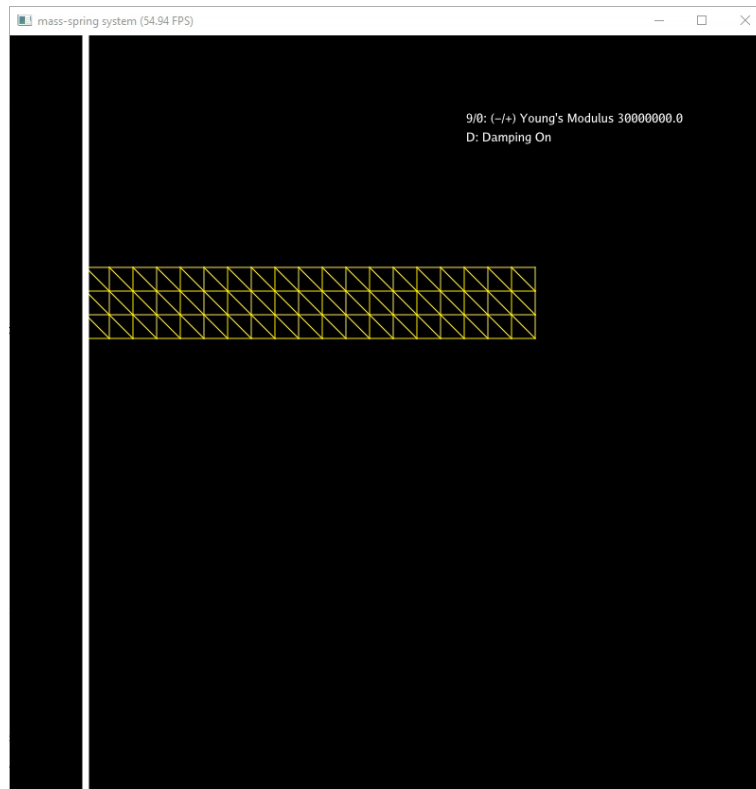 mass-spring system (54.94 FPS)
9/0: (-/+) Young's Modulus 30000000.0
D: Damping On